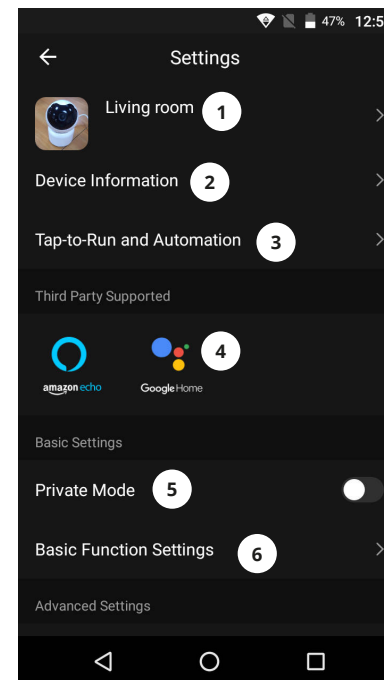 47% 12:5
Settings
Living room 1
Device Information 2
Tap-to-Run and Automation 3
Third Party Supported
4
amazon echo Google Home
Basic Settings
Private Mode 5
Basic Function Settings 6
Advanced Settings